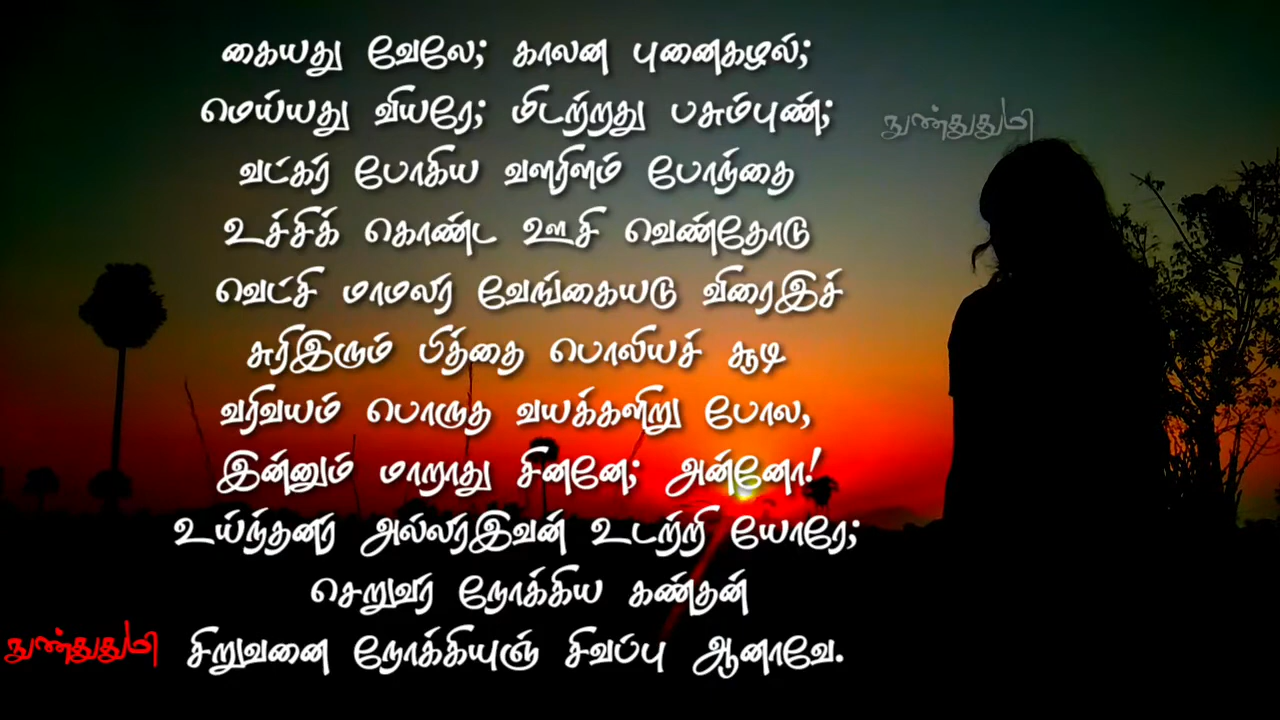 கையது வேலே; காலன புனைகழல்;
மெய்யது வியரே; மிடற்றது பசும்புண்;
நுண்துதுமி
வட்கர் போகிய வளரிளம் போந்தை
உச்சிக் கொண்ட ஊசி வெண்தோடு
வெட்சி மாமலர் வேங்கையடு விரைஇச்
சுரிஇரும் பித்தை பொலியச் சூடி
வரிவயம் பொருத வயக்களிறு போல,
இன்னும் மாறாது சினனே; அன்னோ!
உய்ந்தனர் அல்லர்இவன் உடற்றி யோரே;
செறுவர் நோக்கிய கண்தன்
நுண்துதுமி
சிறுவனை நோக்கியுஞ் சிவப்பு ஆனாவே.